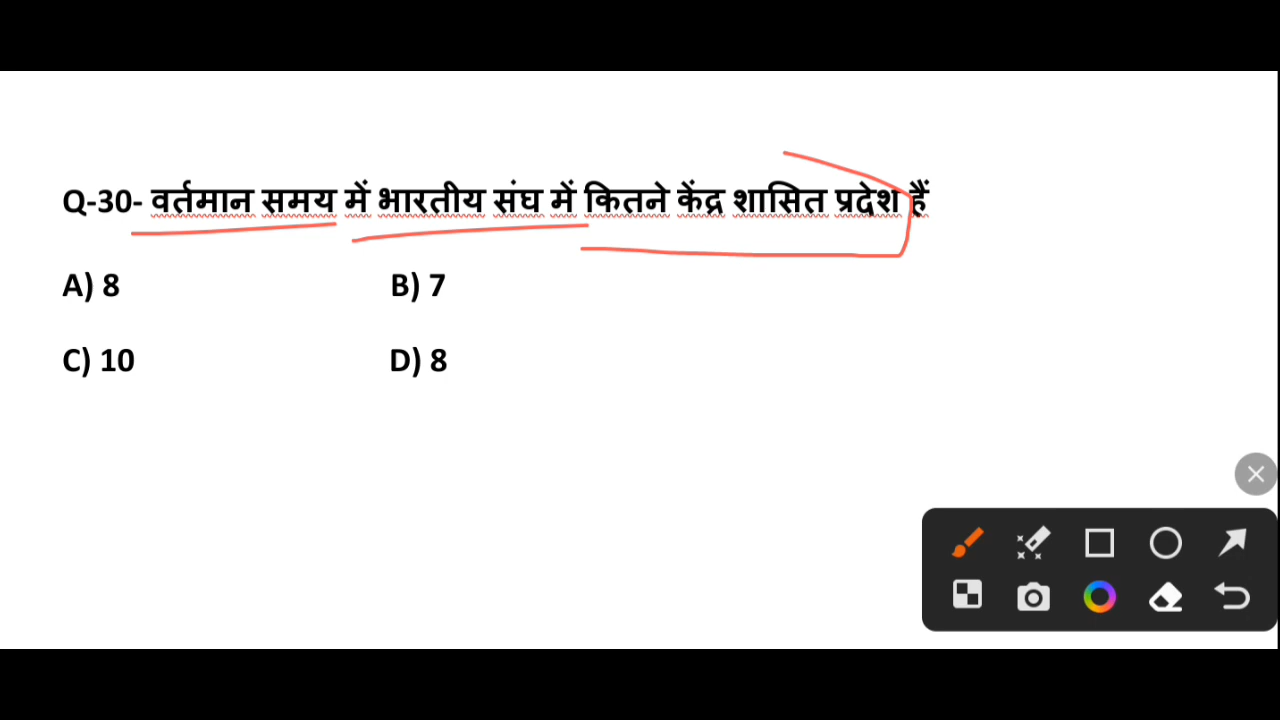 Q-30- वर्तमान समय में भारतीय संघ में कितने केंद्र शासित प्रदेश हैं
A) 8 B) 7
C) 10 D) 8